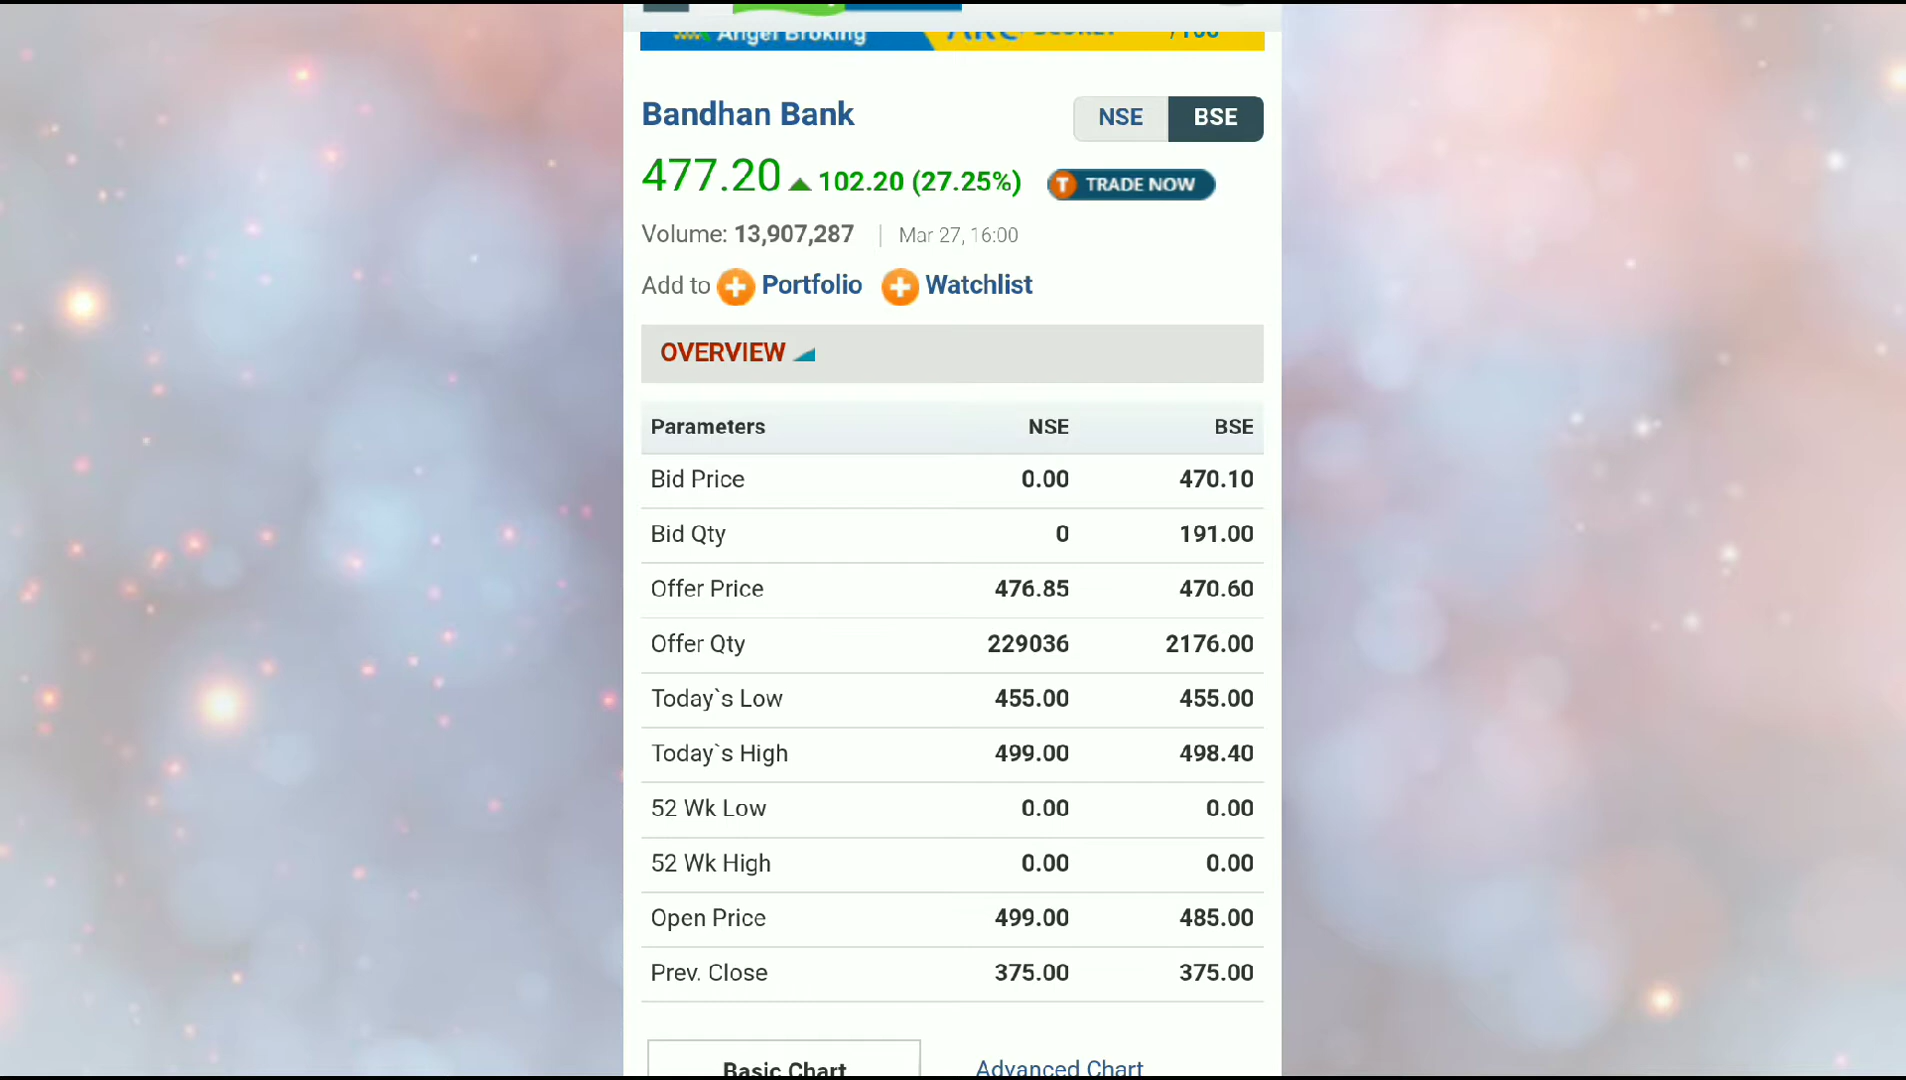 Angel Broking
Bandhan Bank NSE BSE
477.20 102.20 (27.25%) T TRADE NOW
Volume: 13,907,287 | Mar 27, 16:00
Add to Portfolio Watchlist
OVERVIEW
Parameters NSE BSE
Bid Price 0.00 470.10
Bid Qty 0 191.00
Offer Price 476.85 470.60
Offer Qty 229036 2176.00
Today`s Low 455.00 455.00
Today`s High 499.00 498.40
52 Wk Low 0.00 0.00
52 Wk High 0.00 0.00
Open Price 499.00 485.00
Prev. Close 375.00 375.00
Basic Chart Advanced Chart